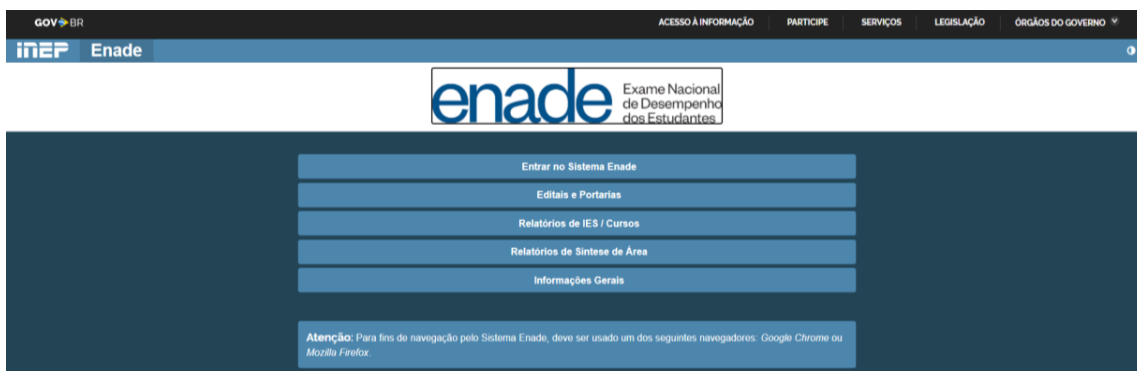 GOV BR ACESSO À INFORMAÇÃO PARTICIPE SERVIÇOS LEGISLAÇÃO ÓRGÃOS DO GOVERNO
inep Enade
enade Exame Nacional
de Desempenho
dos Estudantes
Entrar no Sistema Enade
Editais e Portarias
Relatórios de IES / Cursos
Relatórios de Síntese de Área
Informações Gerais
Atenção: Para fins de navegação pelo Sistema Enade, deve ser usado um dos seguintes navegadores: Google Chrome ou
Mozilla Firefox.